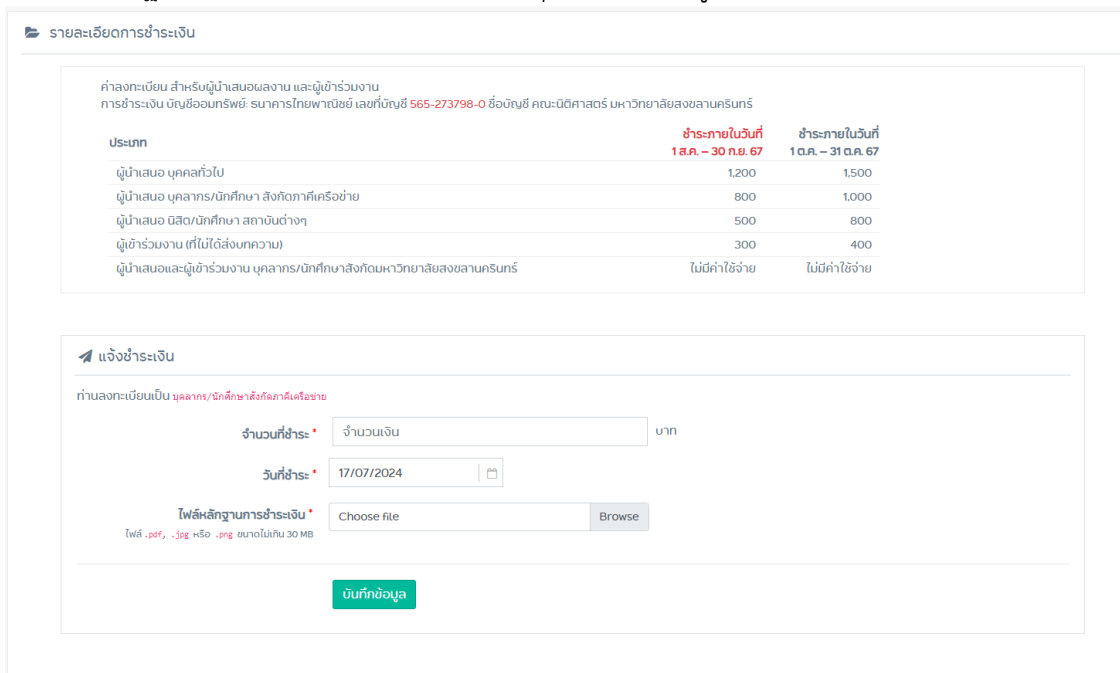 รายละเอียดการชำระเงิน
ค่าลงทะเบียน สำหรับผู้นำเสนอผลงาน และผู้เข้าร่วมงาน
การชำระเงิน บัญชีออมทรัพย์: ธนาคารไทยพาณิชย์ เลขที่บัญชี 565-273798-0 ชื่อบัญชี คณะนิติศาสตร์ มหาวิทยาลัยสงขลานครินทร์
ประเภท ชำระภายในวันที่ 1 ส.ค. – 30 ก.ย. 67 ชำระภายในวันที่ 1 ต.ค. – 31 ต.ค. 67
ผู้นำเสนอ บุคคลทั่วไป 1,200 1,500
ผู้นำเสนอ บุคลากร/นักศึกษา สังกัดภาคีเครือข่าย 800 1,000
ผู้นำเสนอ นิสิต/นักศึกษา สถาบันต่างๆ 500 800
ผู้เข้าร่วมงาน (ที่ไม่ได้ส่งบทความ) 300 400
ผู้นำเสนอและผู้เข้าร่วมงาน บุคลากร/นักศึกษาสังกัดมหาวิทยาลัยสงขลานครินทร์ ไม่มีค่าใช้จ่าย ไม่มีค่าใช้จ่าย
แจ้งชำระเงิน
ท่านลงทะเบียนเป็น บุคลากร/นักศึกษาสังกัดภาคีเครือข่าย
จำนวนที่ชำระ * จำนวนเงิน บาท
วันที่ชำระ * 17/07/2024
ไฟล์หลักฐานการชำระเงิน * Choose file Browse
ไฟล์ .pdf, .jpg หรือ .png ขนาดไม่เกิน 30 MB
บันทึกข้อมูล